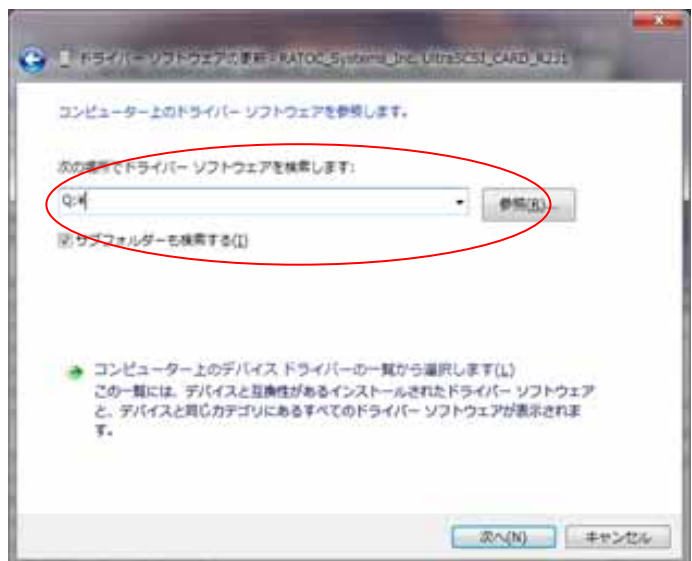 ドライバー ソフトウェアの更新 - RATOC_Systems_Inc. UltraSCSI_CARD_R231
コンピューター上のドライバー ソフトウェアを参照します。
次の場所でドライバー ソフトウェアを検索します:
Q:¥
参照(R)...
サブフォルダーも検索する(I)
コンピューター上のデバイス ドライバーの一覧から選択します(L)
この一覧には、デバイスと互換性があるインストールされたドライバー ソフトウェア
と、デバイスと同じカテゴリにあるすべてのドライバー ソフトウェアが表示されま
す。
次へ(N)
キャンセル